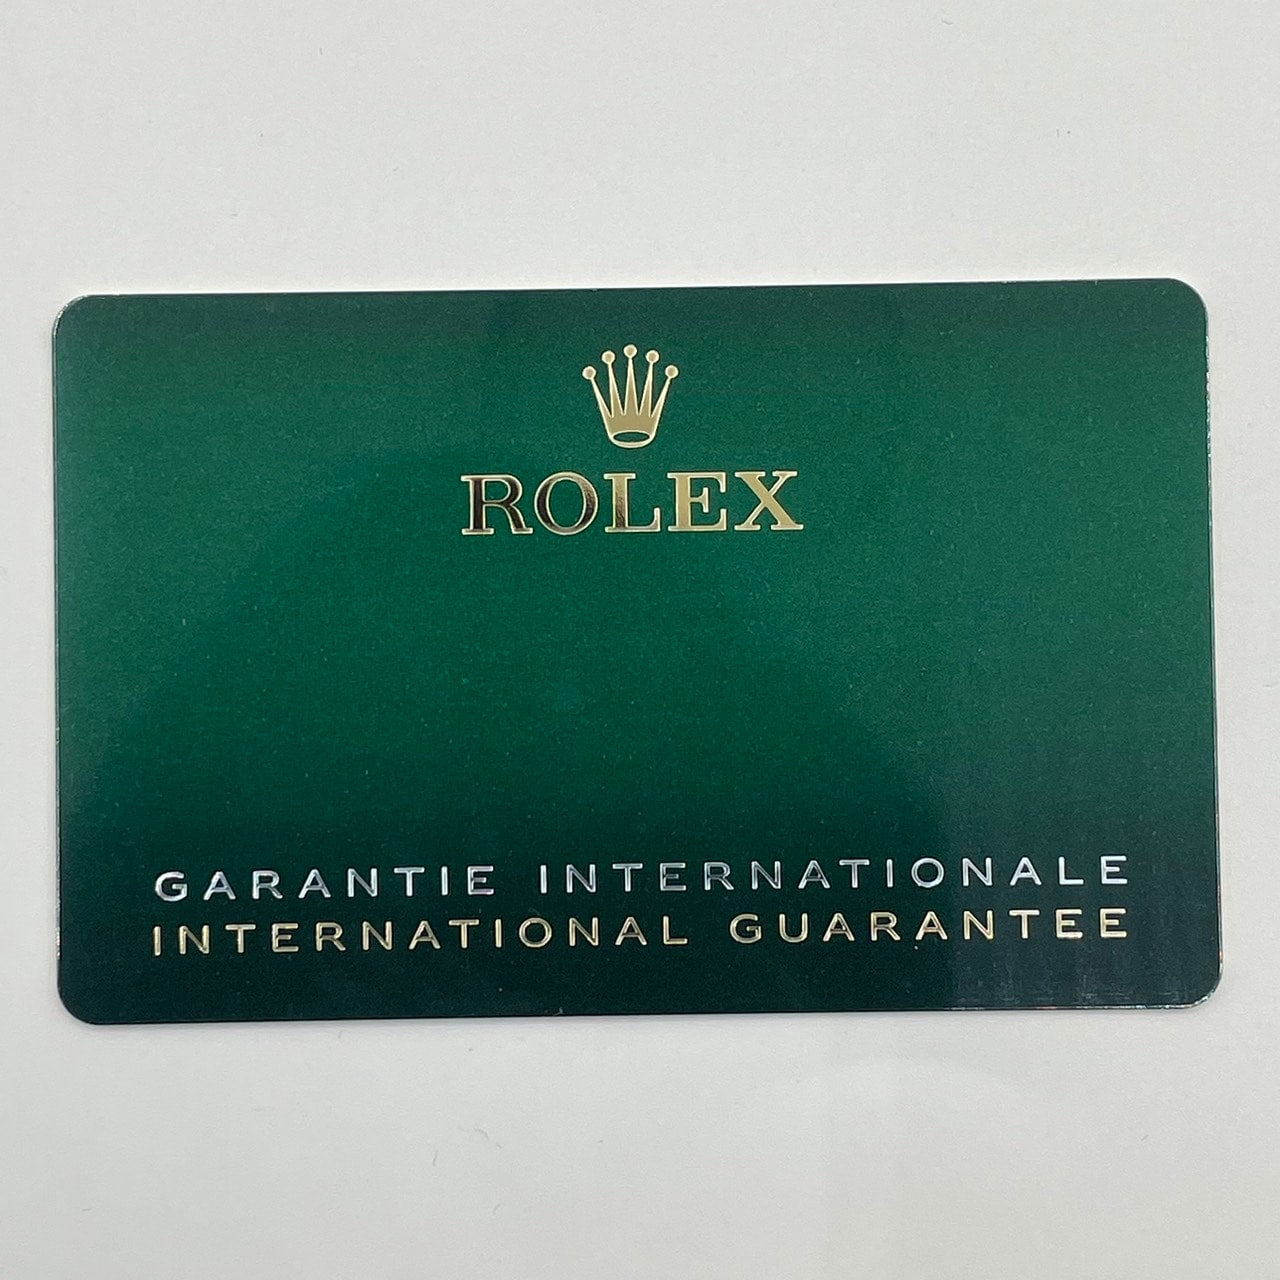 ROLEX
GARANTIE INTERNATIONALE
INTERNATIONAL GUARANTEE